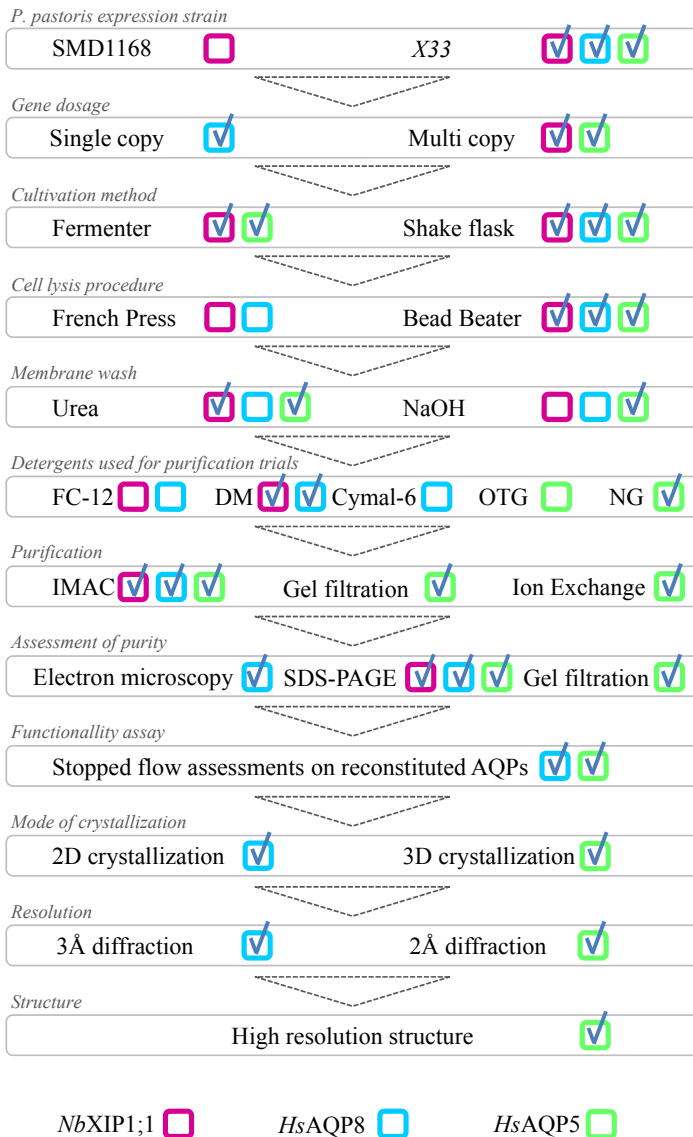 P. pastoris expression strain
SMD1168 X33
Gene dosage
Single copy Multi copy
Cultivation method
Fermenter Shake flask
Cell lysis procedure
French Press Bead Beater
Membrane wash
Urea NaOH
Detergents used for purification trials
FC-12 DM Cymal-6 OTG NG
Purification
IMAC Gel filtration Ion Exchange
Assessment of purity
Electron microscopy SDS-PAGE Gel filtration
Functionallity assay
Stopped flow assessments on reconstituted AQPs
Mode of crystallization
2D crystallization 3D crystallization
Resolution
3Å diffraction 2Å diffraction
Structure
High resolution structure
NbXIP1;1 HsAQP8 HsAQP5